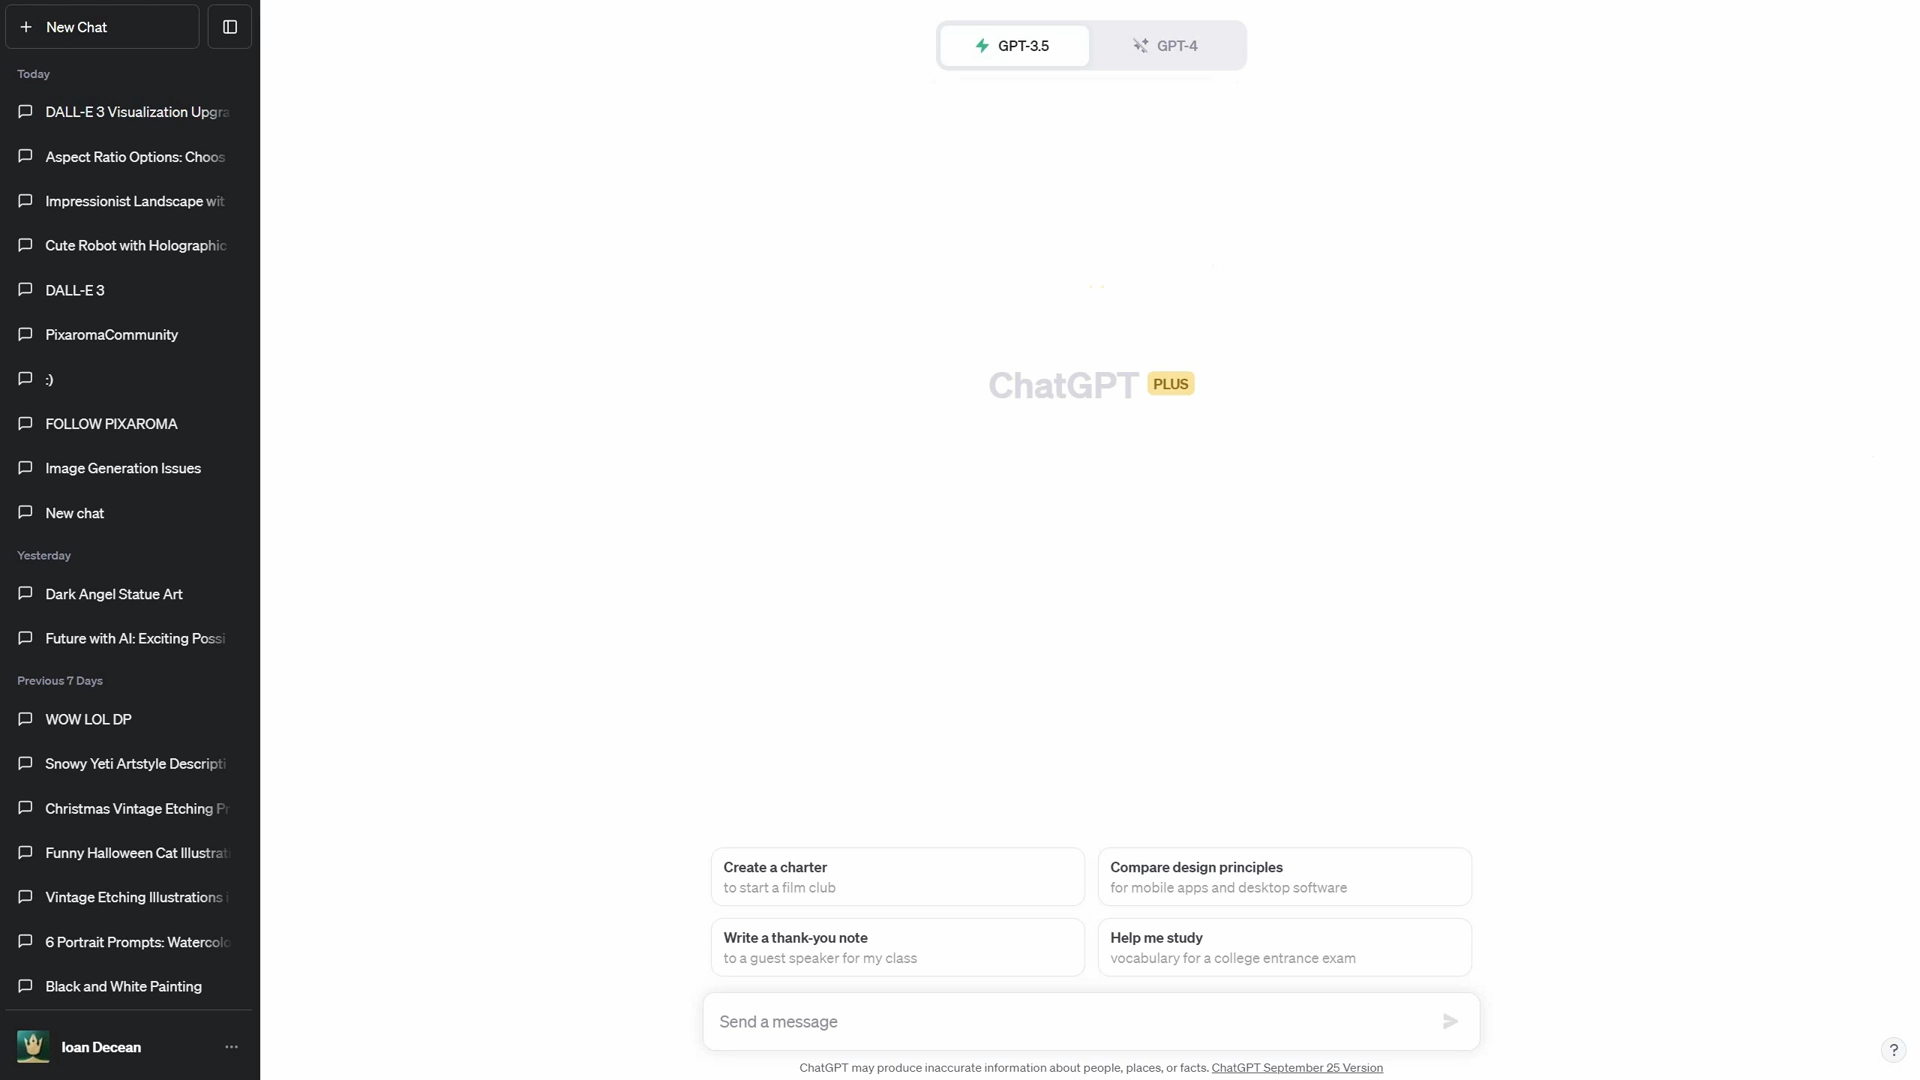 New Chat
Today
DALL-E 3 Visualization Upgra
Aspect Ratio Options: Choos
Impressionist Landscape wit
Cute Robot with Holographic
DALL-E 3
PixaromaCommunity
:)
FOLLOW PIXAROMA
Image Generation Issues
New chat
Yesterday
Dark Angel Statue Art
Future with AI: Exciting Possi
Previous 7 Days
WOW LOL DP
Snowy Yeti Artstyle Descripti
Christmas Vintage Etching Pr
Funny Halloween Cat Illustrati
Vintage Etching Illustrations i
6 Portrait Prompts: Watercolo
Black and White Painting
Ioan Decean
GPT-3.5
GPT-4
ChatGPT PLUS
Create a charter
to start a film club
Compare design principles
for mobile apps and desktop software
Write a thank-you note
to a guest speaker for my class
Help me study
vocabulary for a college entrance exam
Send a message
ChatGPT may produce inaccurate information about people, places, or facts. ChatGPT September 25 Version
?